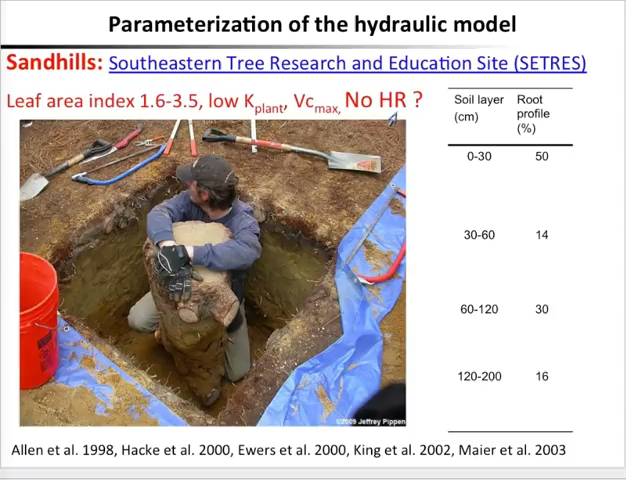 Parameterization of the hydraulic model
Sandhills: Southeastern Tree Research and Education Site (SETRES)
Leaf area index 1.6-3.5, low Kplant, Vcmax, No HR ?
Soil layer (cm) Root profile (%)
0-30 50
30-60 14
60-120 30
120-200 16
©2009 Jeffrey Pippen
Allen et al. 1998, Hacke et al. 2000, Ewers et al. 2000, King et al. 2002, Maier et al. 2003